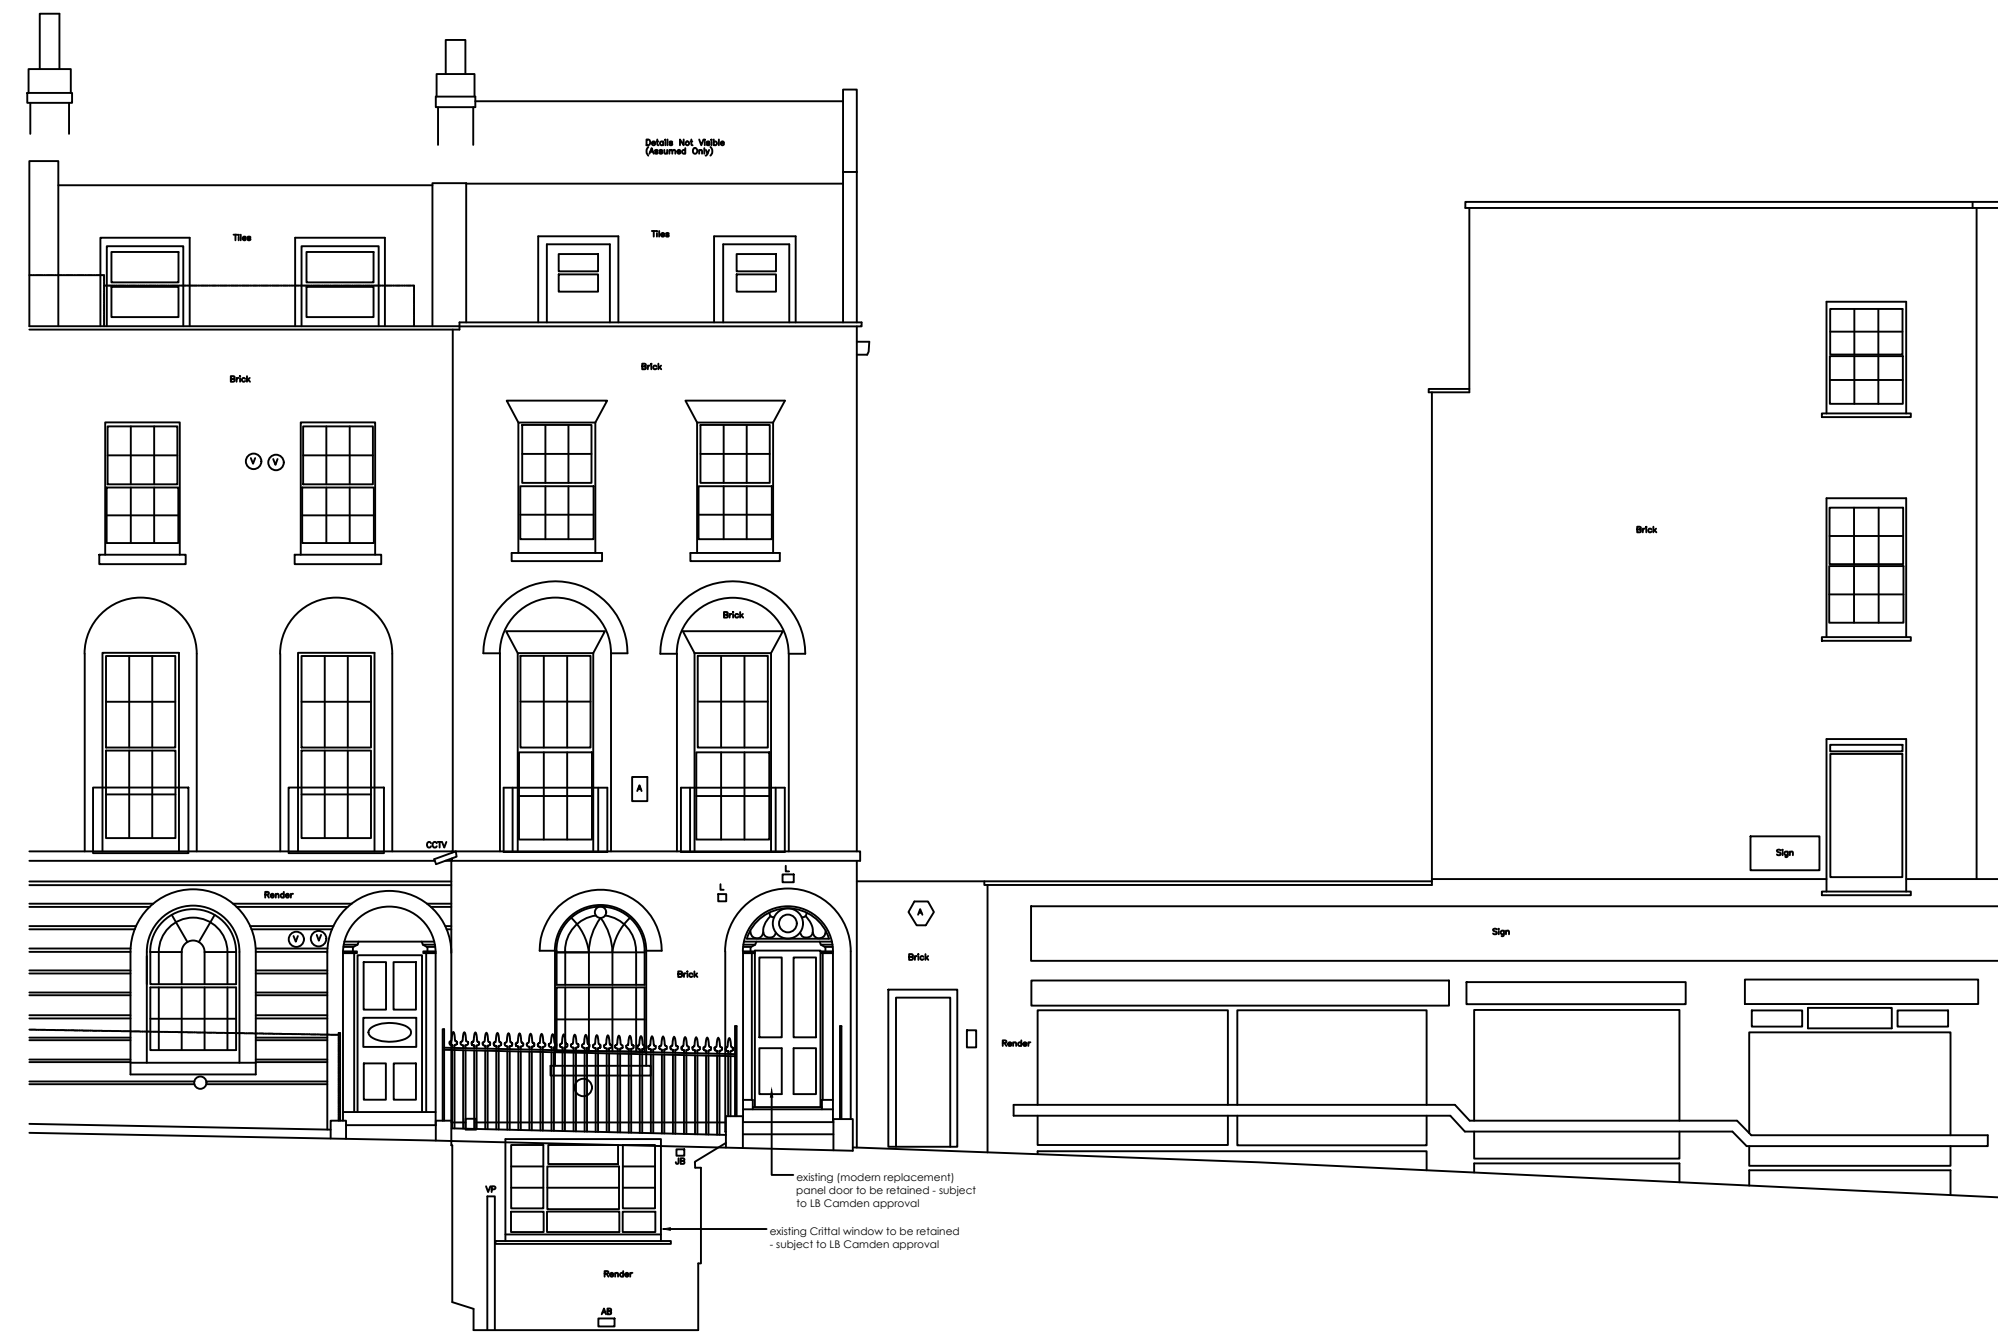 Details Not Visible
(Assumed Only)
Tiles
Tiles
Brick
Brick
V V
Brick
Brick
A
CCTV
L
L
Render
V V
Sign
A
Brick
Brick
Sign
Render
JB
VP
existing (modern replacement)
panel door to be retained - subject
to LB Camden approval
existing Crittal window to be retained
- subject to LB Camden approval
Render
AB